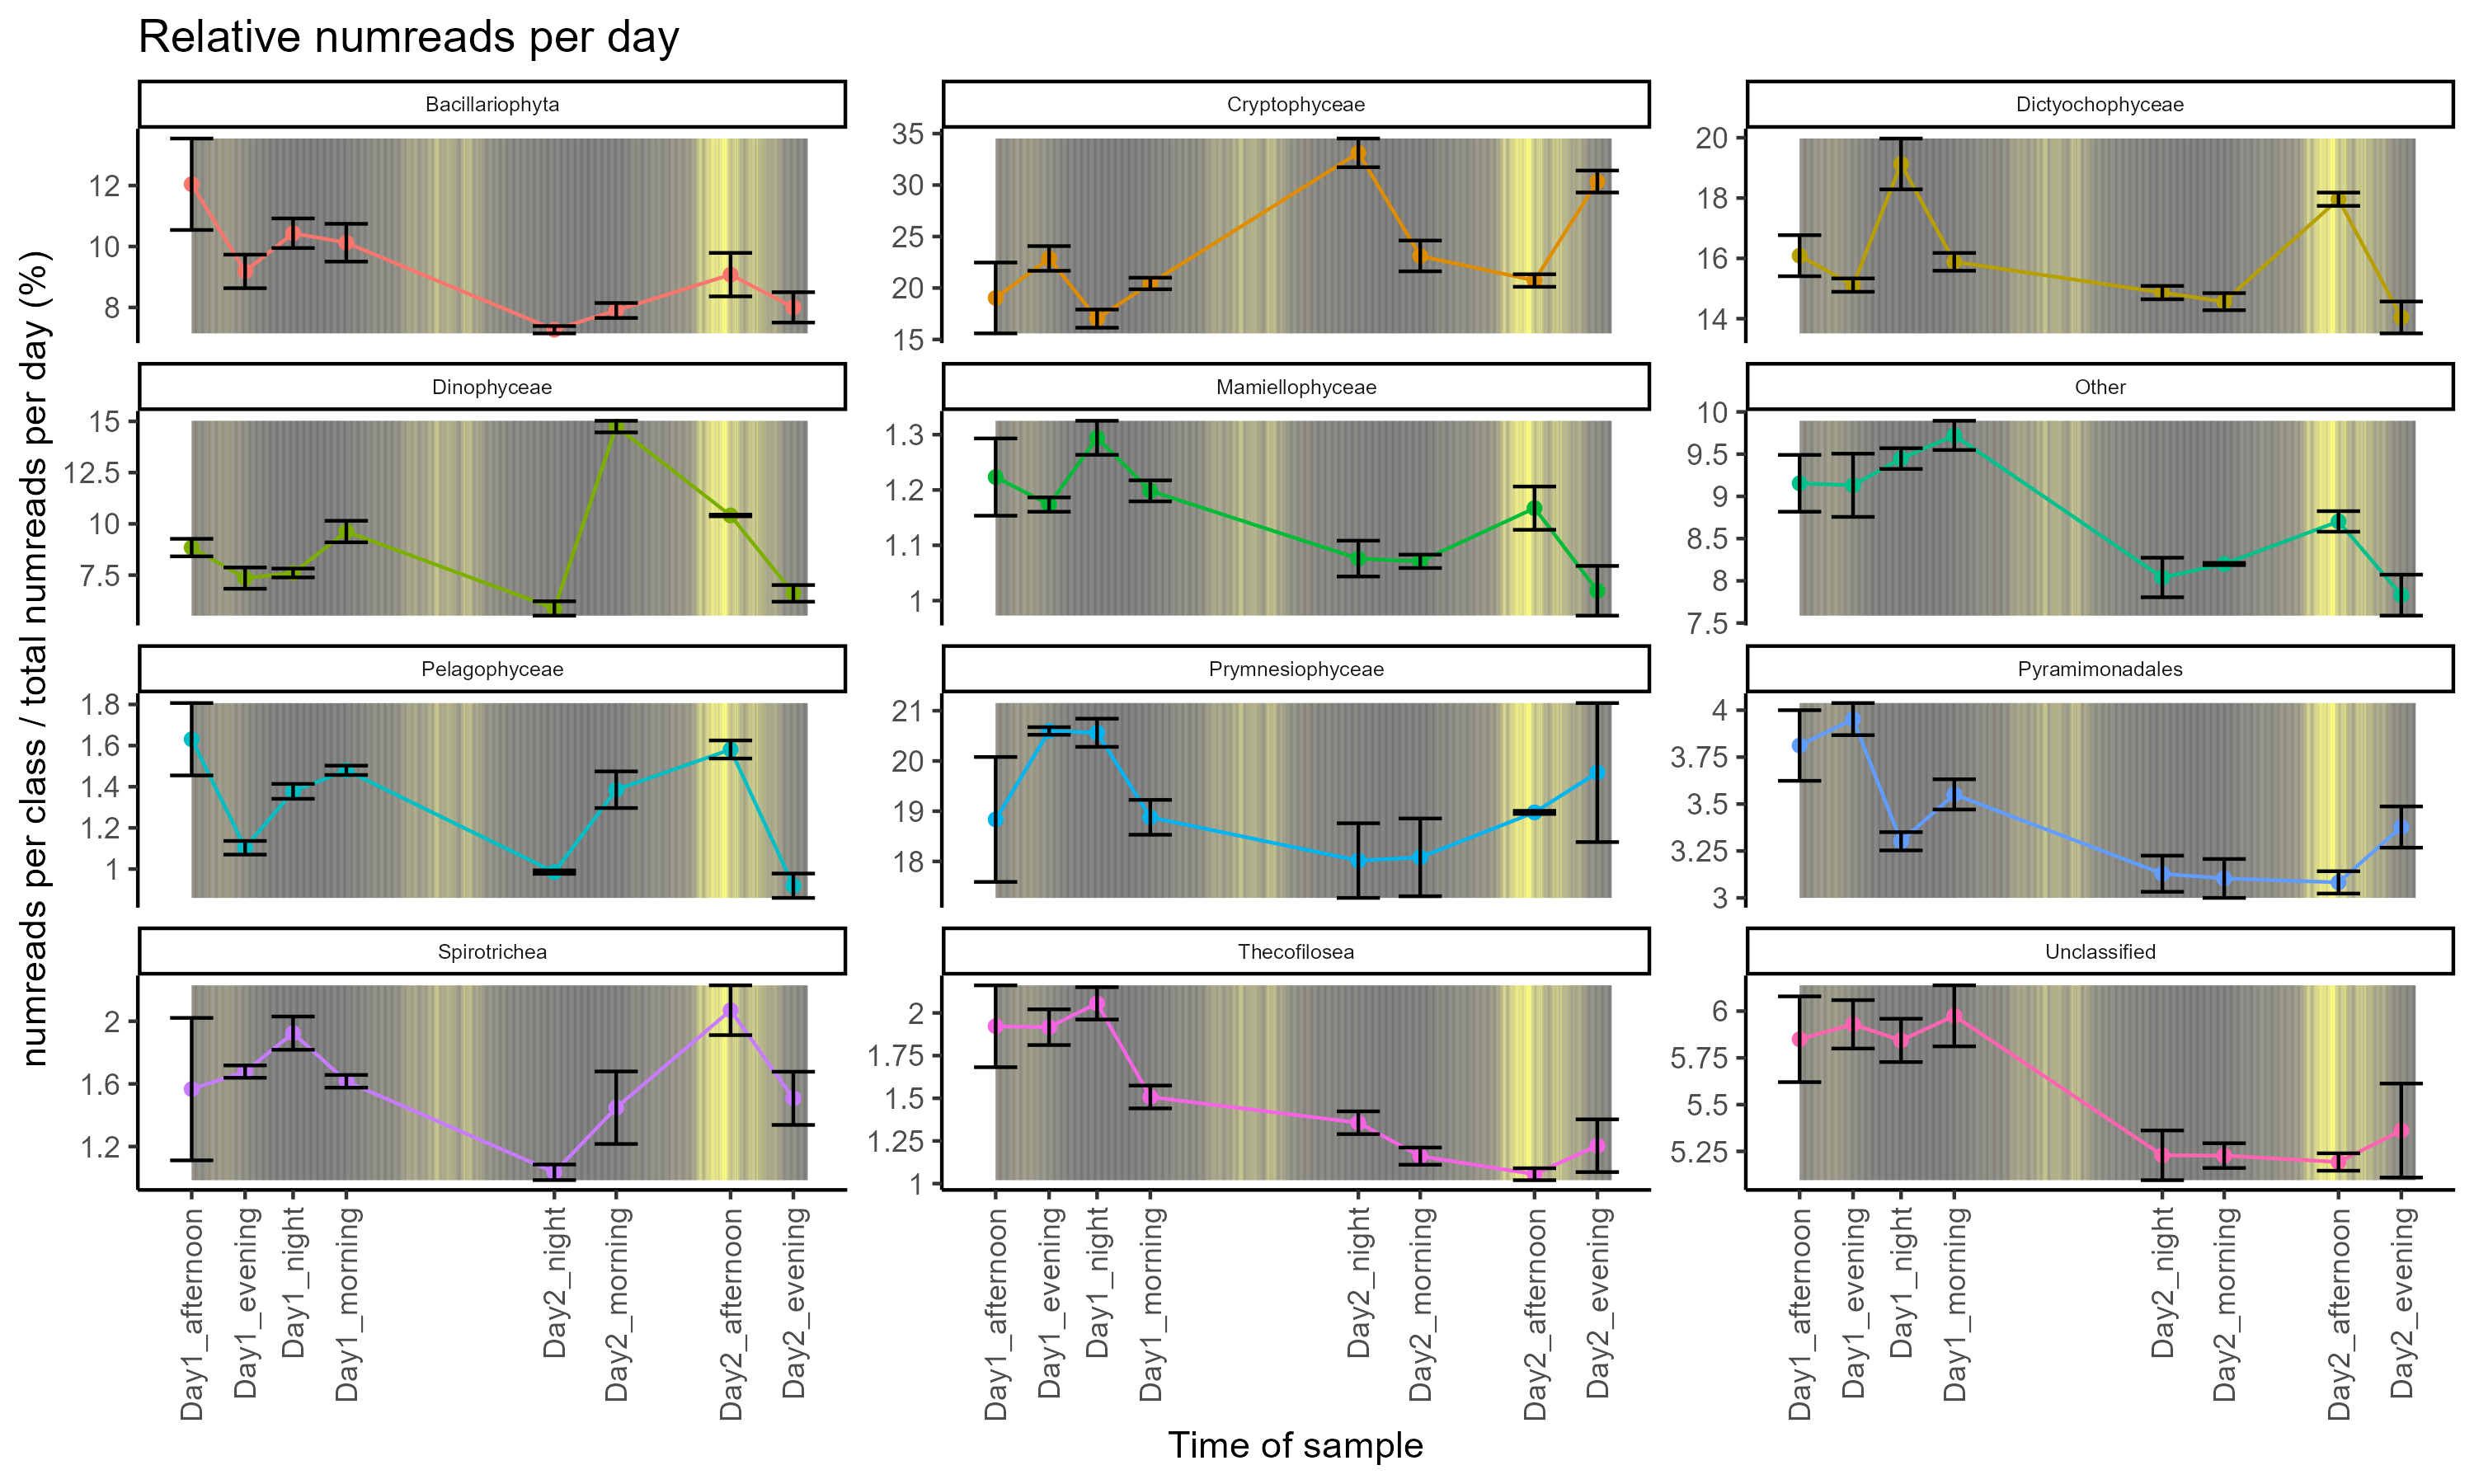 Relative numreads per day
numreads per class / total numreads per day (%)
Bacillariophyta
12
10
8
Cryptophyceae
35
30
25
20
15
Dictyochophyceae
20
18
16
14
Dinophyceae
15
12.5
10
7.5
Mamiellophyceae
1.3
1.2
1.1
1
Other
10
9.5
9
8.5
8
7.5
Pelagophyceae
1.8
1.6
1.4
1.2
1
Prymnesiophyceae
21
20
19
18
Pyramimonadales
4
3.75
3.5
3.25
3
Spirotrichea
2
1.6
1.2
Thecofilosea
2
1.75
1.5
1.25
1
Unclassified
6
5.75
5.5
5.25
Day1_afternoon
Day1_evening
Day1_night
Day1_morning
Day2_night
Day2_morning
Day2_afternoon
Day2_evening
Day1_afternoon
Day1_evening
Day1_night
Day1_morning
Day2_night
Day2_morning
Day2_afternoon
Day2_evening
Day1_afternoon
Day1_evening
Day1_night
Day1_morning
Day2_night
Day2_morning
Day2_afternoon
Day2_evening
Time of sample